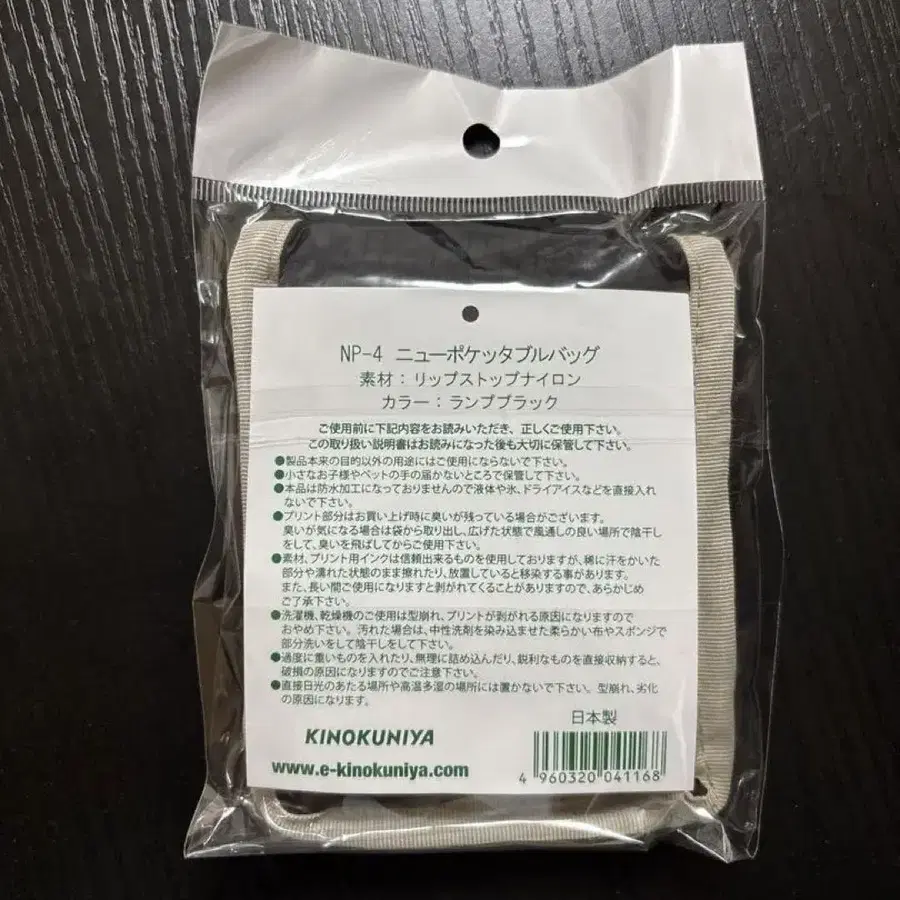 NP-4 ニューポケッタブルバッグ
素材：リップストップナイロン
カラー：ランプブラック
ご使用前に下記内容をお読みいただき、正しくご使用下さい。
この取り扱い説明書はお読みになった後も大切に保管して下さい。
●製品本来の目的以外の用途にはご使用にならないで下さい。
●小さなお子様やペットの手の届かないところで保管して下さい。
●本品は防水加工になっておりませんので液体や氷、ドライアイスなどを直接入れ
ないで下さい。
●プリント部分はお買い上げ時に臭いが残っている場合がございます。
臭いが気になる場合は袋から取り出し、広げた状態で風通しの良い場所で陰干し
をして、臭いを飛ばしてからご使用下さい。
●素材、プリント用インクは信頼出来るものを使用しておりますが、稀に汗をかいた
部分や濡れた状態のまま擦れたり、放置していると移染する事があります。
また、長い間ご使用になりますと剥がれてくることがありますので、あらかじめ
ご了承下さい。
●洗濯機、乾燥機のご使用は型崩れ、プリントが剥がれる原因になりますので
おやめ下さい。汚れた場合は、中性洗剤を染み込ませた柔らかい布やスポンジで
部分洗いをして陰干しをして下さい。
●過度に重いものを入れたり、無理に詰め込んだり、鋭利なものを直接収納すると、
破損の原因になりますのでご注意下さい。
●直接日光のあたる場所や高温多湿の場所には置かないで下さい。型崩れ、劣化
の原因になります。
日本製
KINOKUNIYA
www.e-kinokuniya.com
4 960320 041168